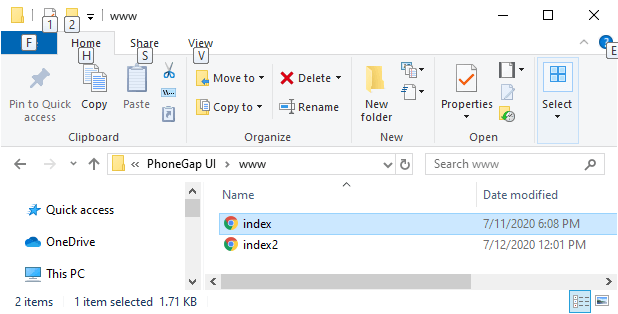 www
1 2
F Home Share View E
H S V
Pin to Quick access
Copy
Paste
Move to
Copy to
Delete
Rename
New folder
Properties
Select
Clipboard Organize New Open
« PhoneGap UI › www
Search www
Name Date modified
Quick access
OneDrive
This PC
index 7/11/2020 6:08 PM
index2 7/12/2020 12:01 PM
2 items 1 item selected 1.71 KB